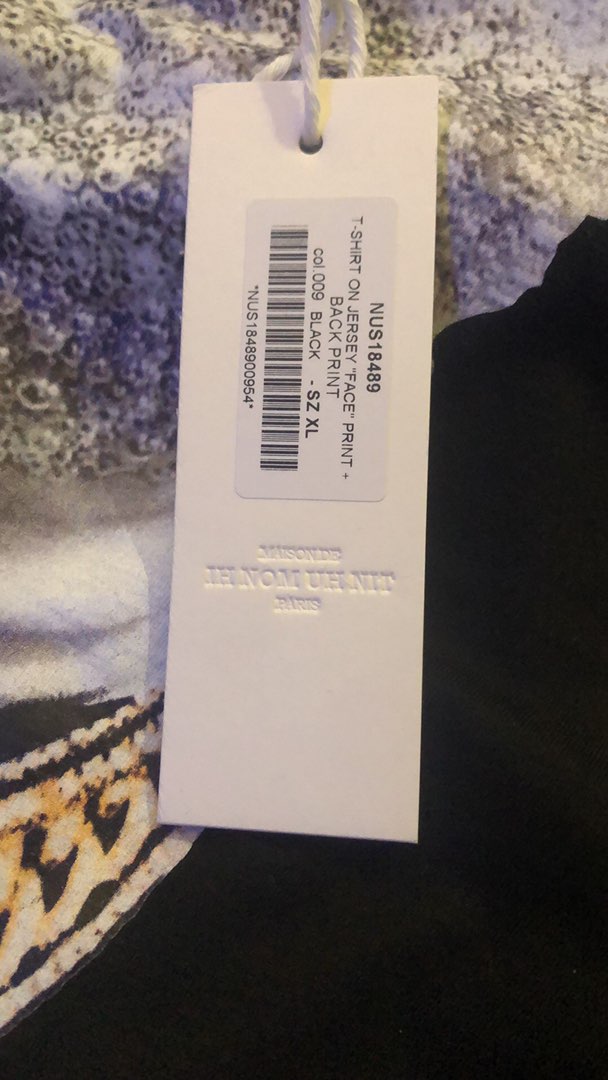 NUS18489
T-SHIRT ON JERSEY "FACE" PRINT +
BACK PRINT
col.009 BLACK - SZ XL
*NUS1848900954*
MAISON DE
IH NOM UH NIT
PARIS